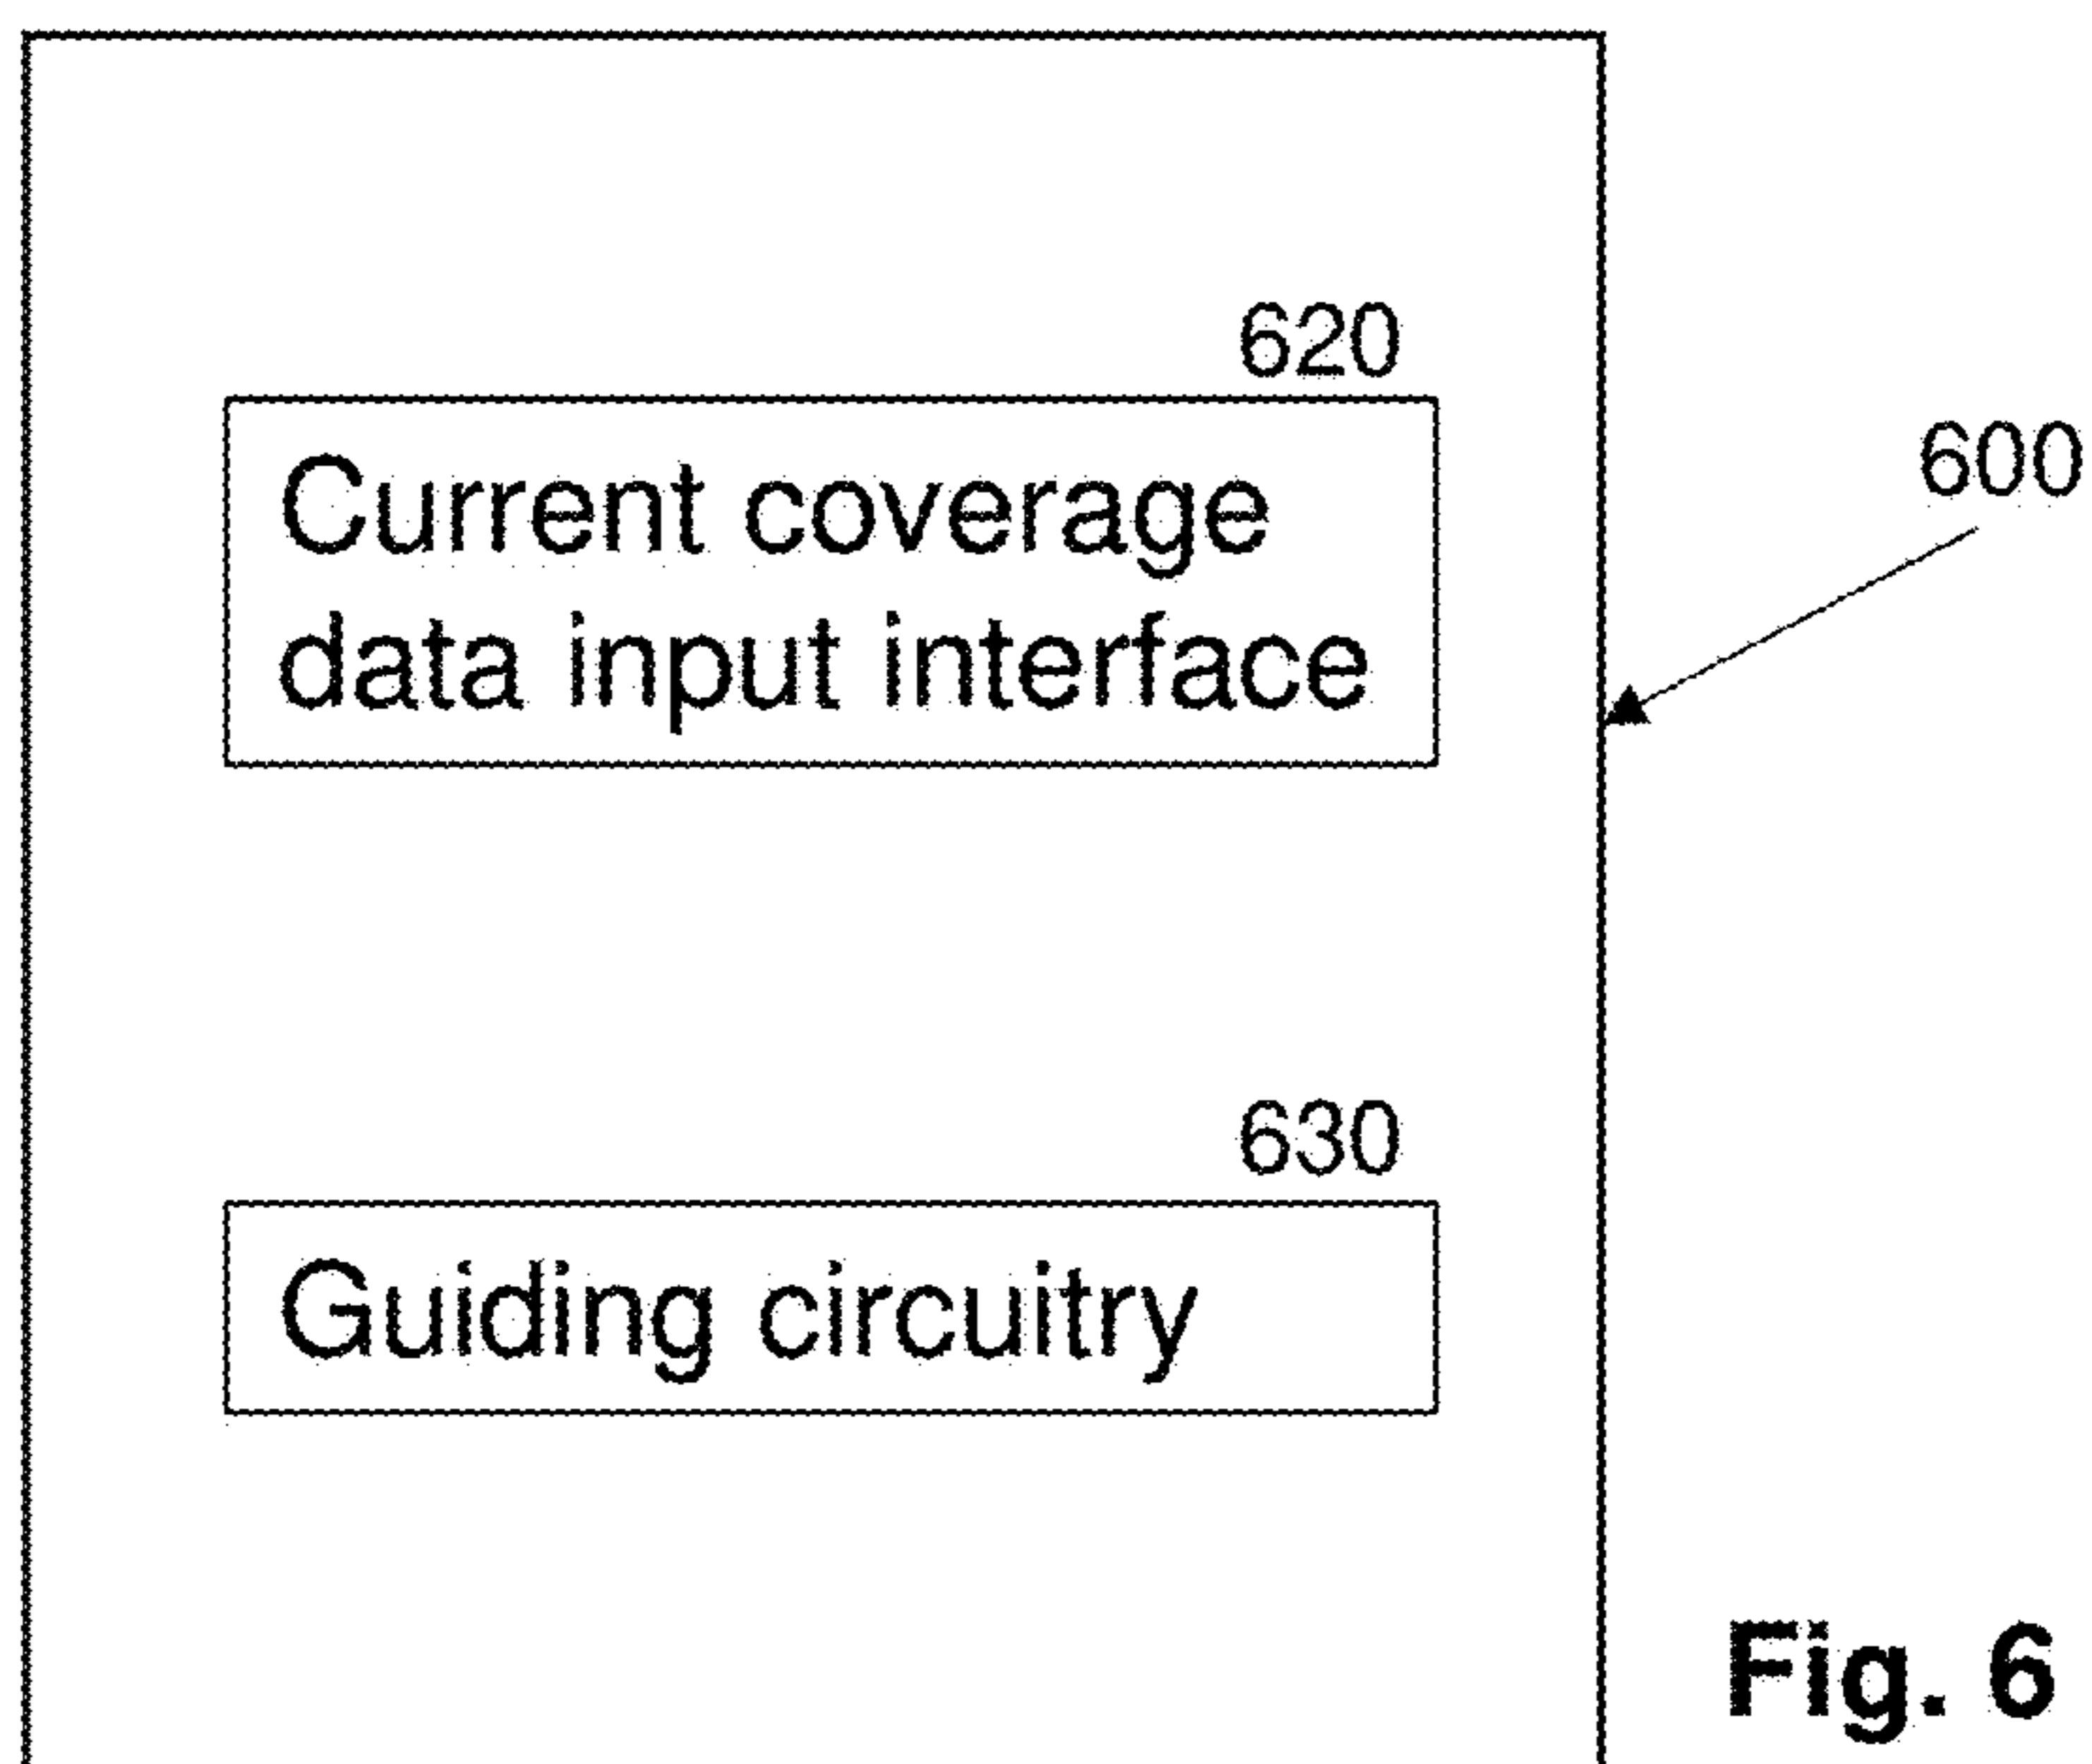 620
600
Current coverage
data input interface
630
Guiding circuitry
Fig. 6